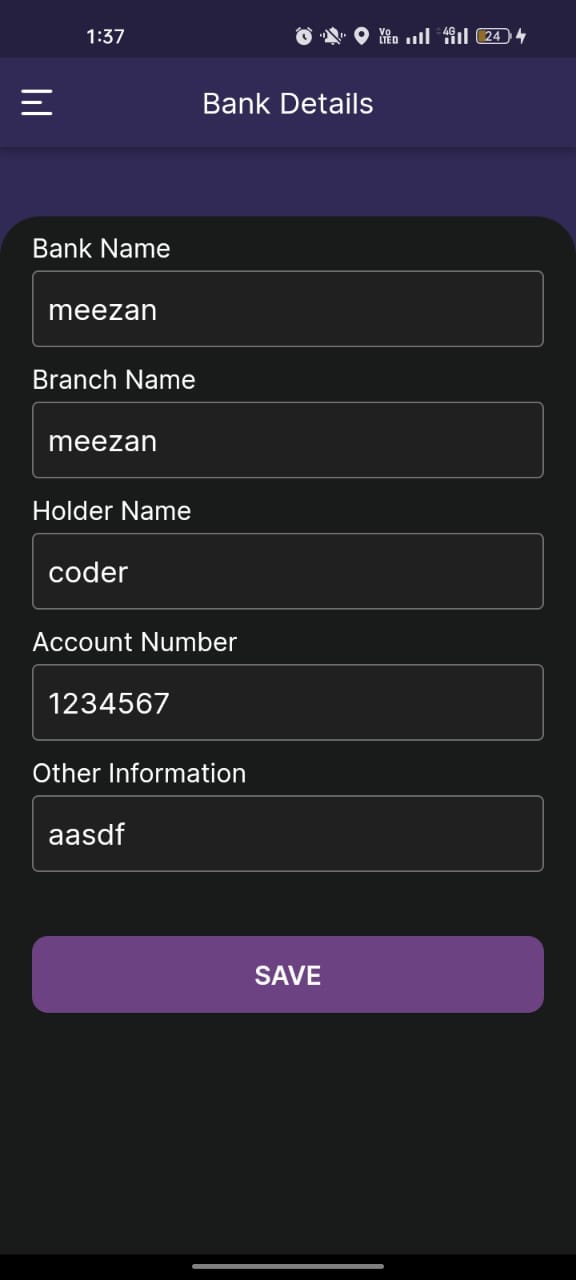 1:37
Vo LTED
4G
24
Bank Details
Bank Name
meezan
Branch Name
meezan
Holder Name
coder
Account Number
1234567
Other Information
aasdf
SAVE